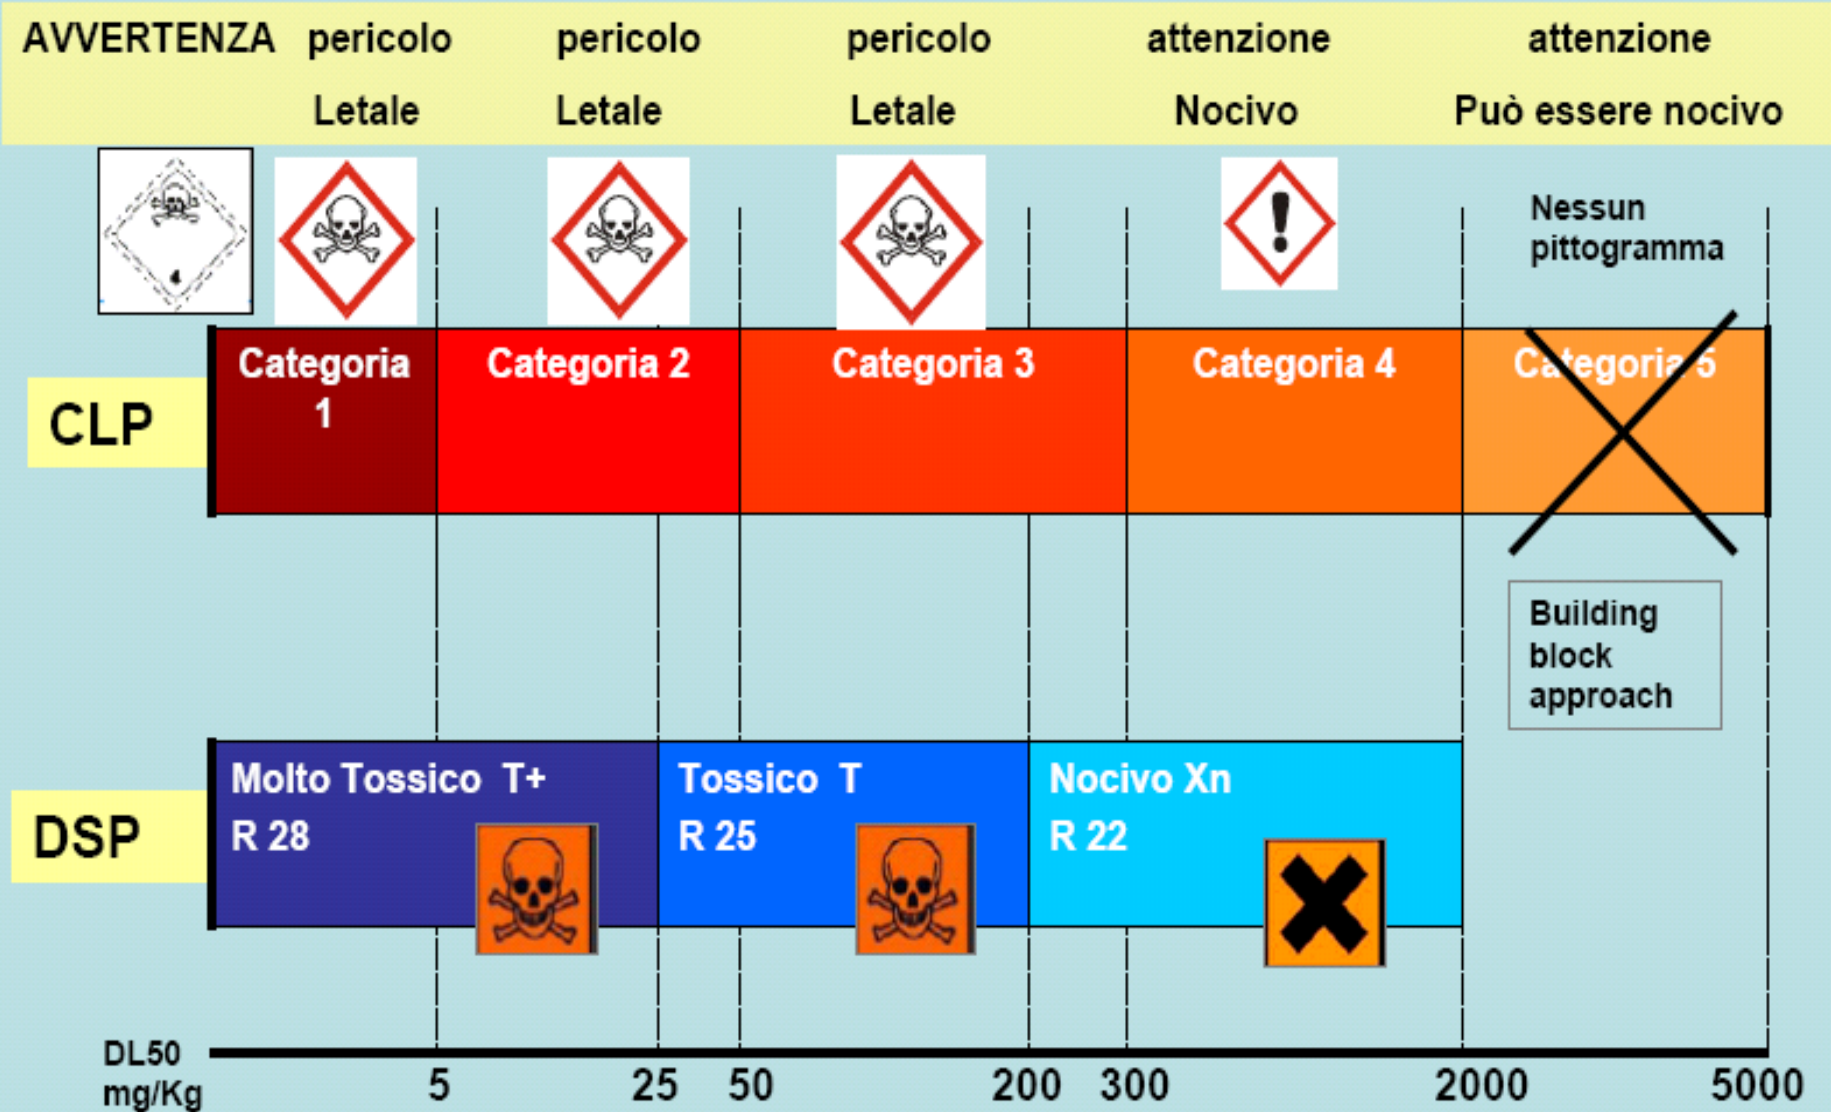 AVVERTENZA pericolo pericolo pericolo attenzione attenzione
Letale Letale Letale Nocivo Può essere nocivo
4
!
Nessun
pittogramma
CLP
Categoria
1
Categoria 2
Categoria 3
Categoria 4
Categoria 5
Building
block
approach
DSP
Molto Tossico T+
R 28
Tossico T
R 25
Nocivo Xn
R 22
DL50
mg/Kg
5 25 50 200 300 2000 5000